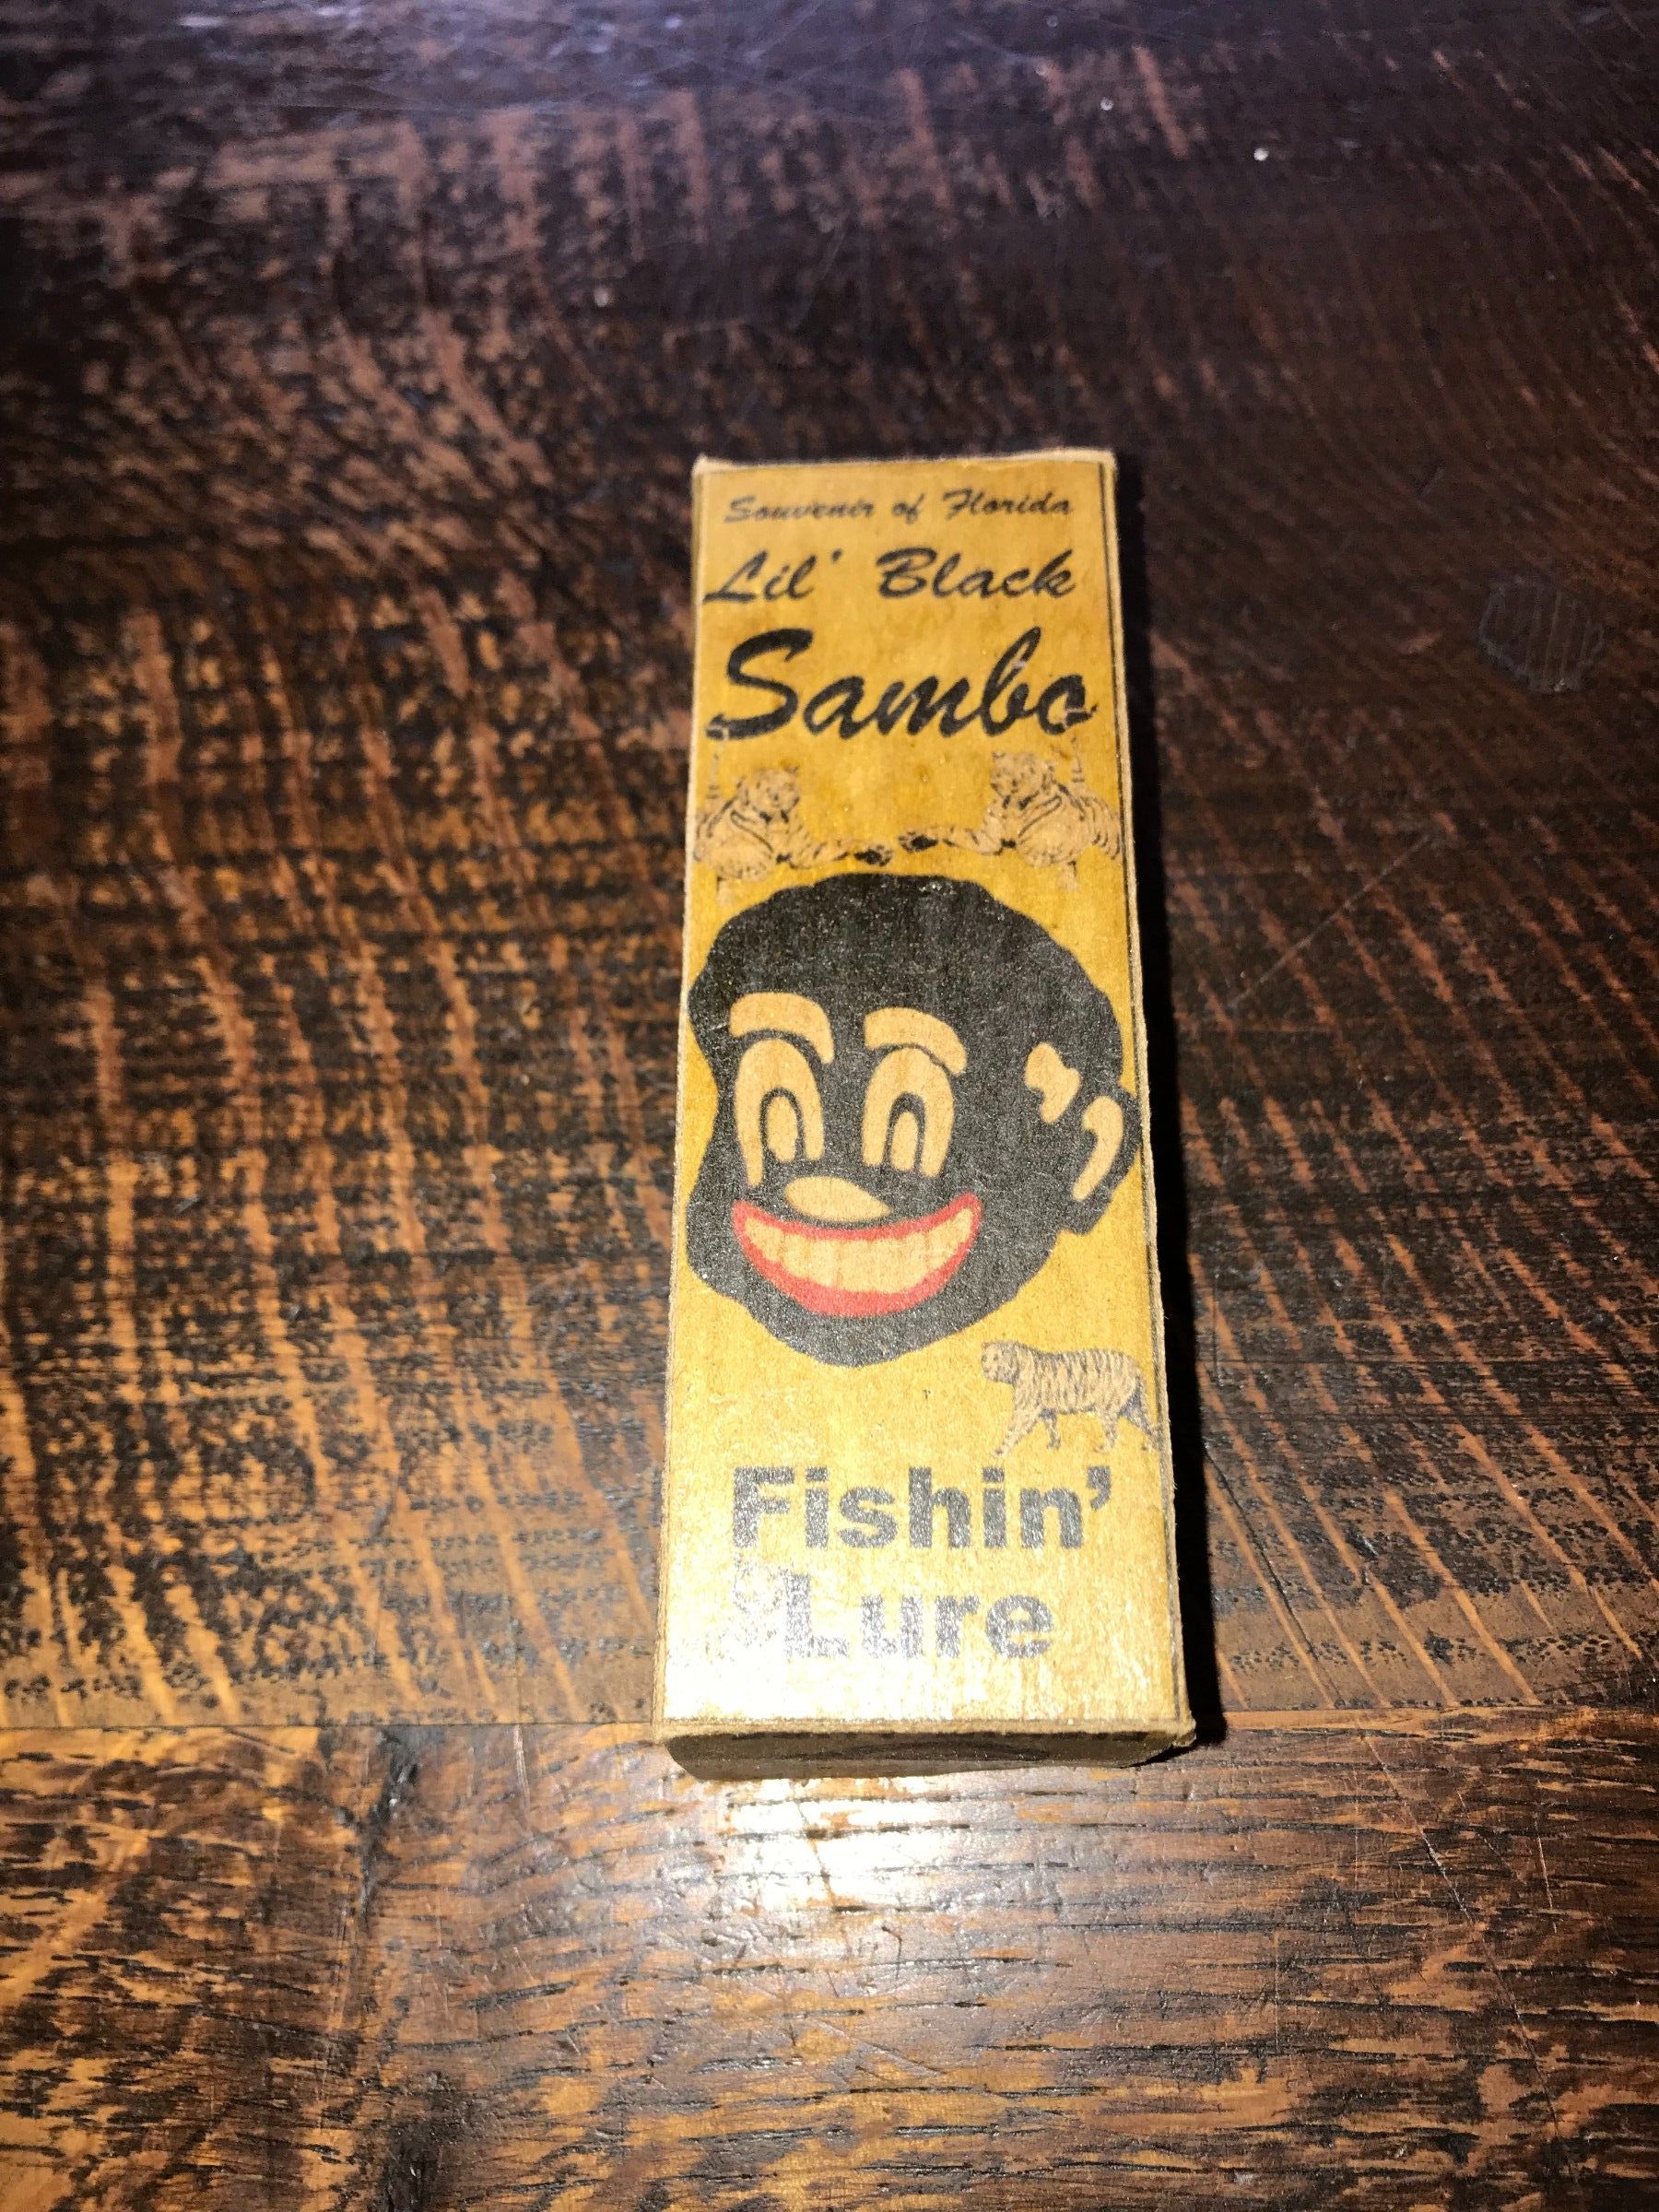 Souvenir of Florida
Lil' Black
Sambo
Fishin'
Lure